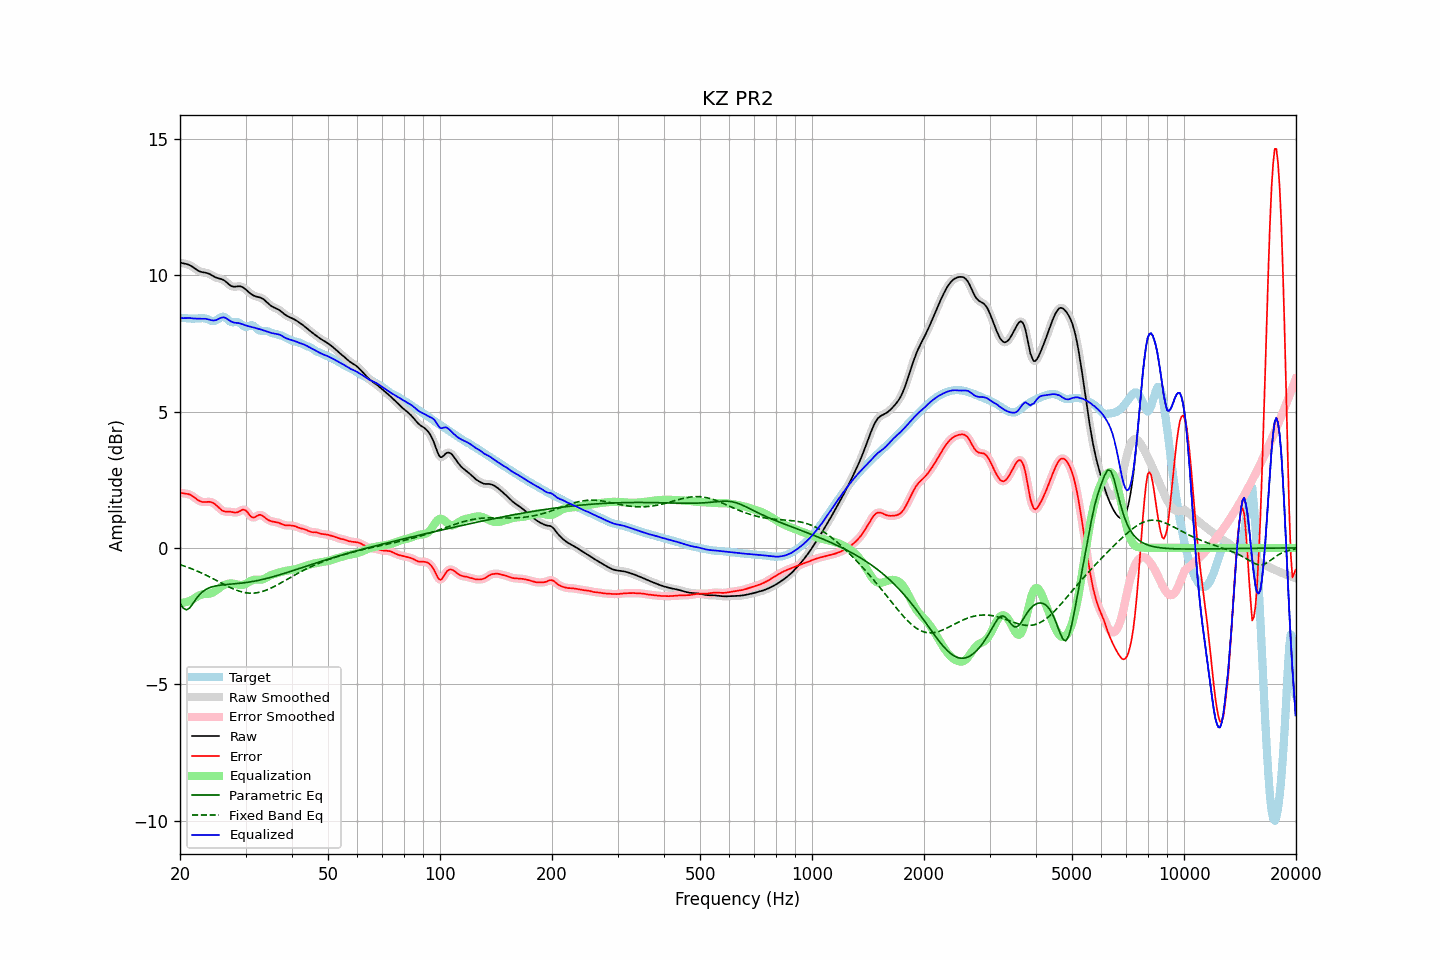 KZ PR2
Amplitude (dBr)
15
10
5
0
−5
−10
Target
Raw Smoothed
Error Smoothed
Raw
Error
Equalization
Parametric Eq
Fixed Band Eq
Equalized
20 50 100 200 500 1000 2000 5000 10000 20000
Frequency (Hz)